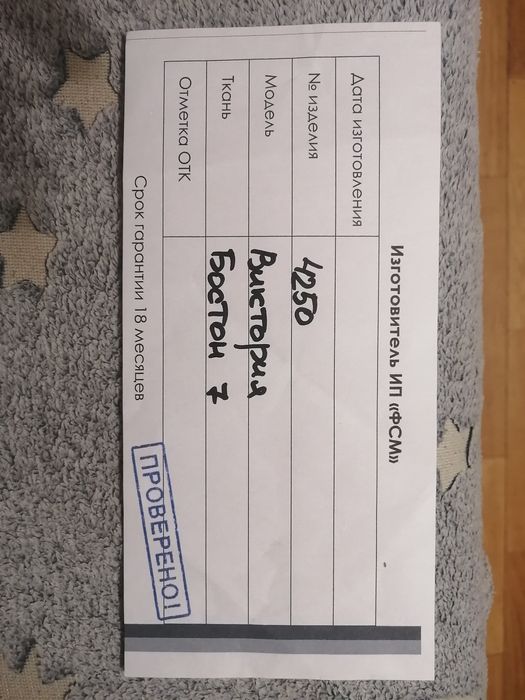 Изготовитель ИП «ФСМ»
Дата изготовления
№ изделия 4250
Модель Виктория
Ткань Бостон 7
Отметка ОТК
ПРОВЕРЕНО!
Срок гарантии 18 месяцев